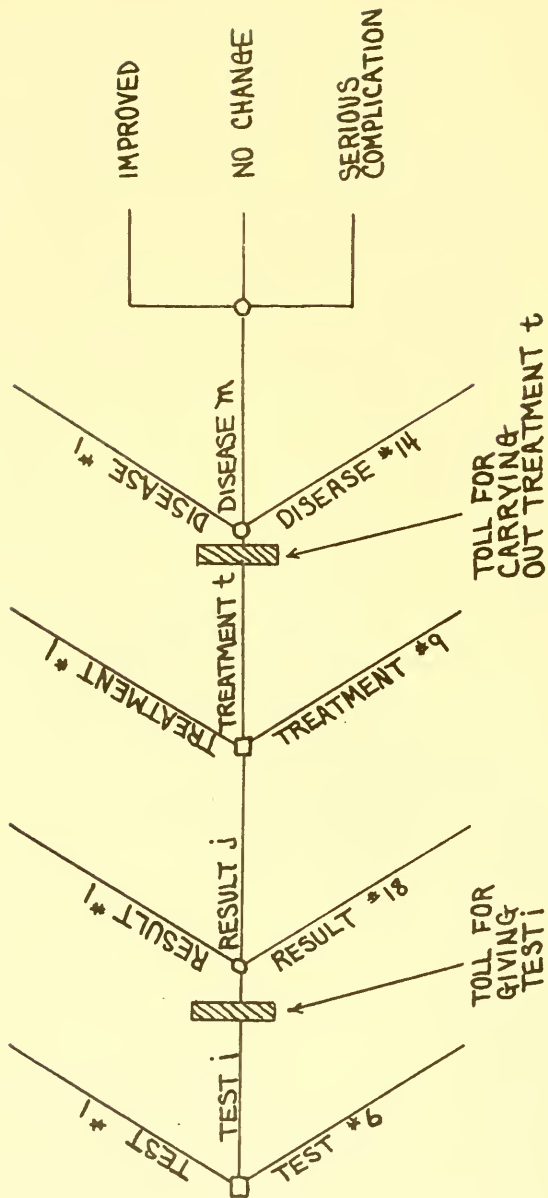 TEST #1
TEST i
TEST #6
TOLL FOR
GIVING
TEST i
RESULT #1
RESULT j
RESULT #18
TREATMENT #1
TREATMENT t
TREATMENT #9
TOLL FOR
CARRYING
OUT TREATMENT t
DISEASE #1
DISEASE m
DISEASE #14
IMPROVED
NO CHANGE
SERIOUS
COMPLICATION